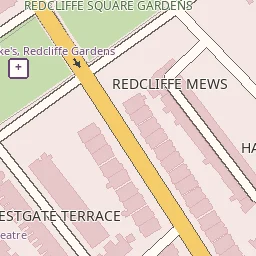 REDCLIFFE SQUARE GARDENS
ke's, Redcliffe Gardens
REDCLIFFE MEWS
HA
ESTGATE TERRACE
eatre